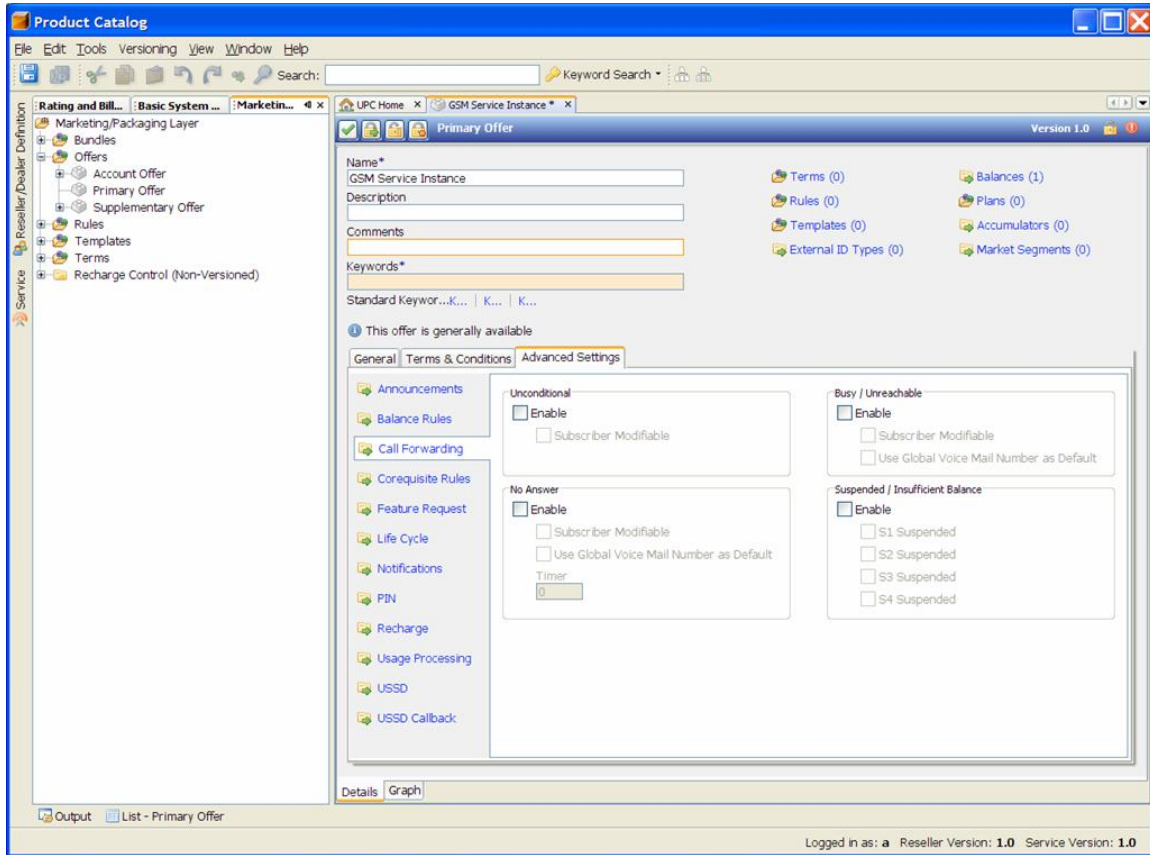 Product Catalog
File Edit Tools Versioning View Window Help
Search:
Keyword Search
Reseller/Dealer Definition
Service
Rating and Bill...
Basic System ...
Marketin...
Marketing/Packaging Layer
Bundles
Offers
Account Offer
Primary Offer
Supplementary Offer
Rules
Templates
Terms
Recharge Control (Non-Versioned)
UPC Home
GSM Service Instance *
Primary Offer
Version 1.0
Name*
GSM Service Instance
Description
Comments
Keywords*
Standard Keywor...K... | K... | K...
Terms (0)
Rules (0)
Templates (0)
External ID Types (0)
Balances (1)
Plans (0)
Accumulators (0)
Market Segments (0)
This offer is generally available
General
Terms & Conditions
Advanced Settings
Announcements
Balance Rules
Call Forwarding
Corequisite Rules
Feature Request
Life Cycle
Notifications
PIN
Recharge
Usage Processing
USSD
USSD Callback
Unconditional
Enable
Subscriber Modifiable
Busy / Unreachable
Enable
Subscriber Modifiable
Use Global Voice Mail Number as Default
No Answer
Enable
Subscriber Modifiable
Use Global Voice Mail Number as Default
Timer
0
Suspended / Insufficient Balance
Enable
S1 Suspended
S2 Suspended
S3 Suspended
S4 Suspended
Details
Graph
Output
List - Primary Offer
Logged in as: a Reseller Version: 1.0 Service Version: 1.0